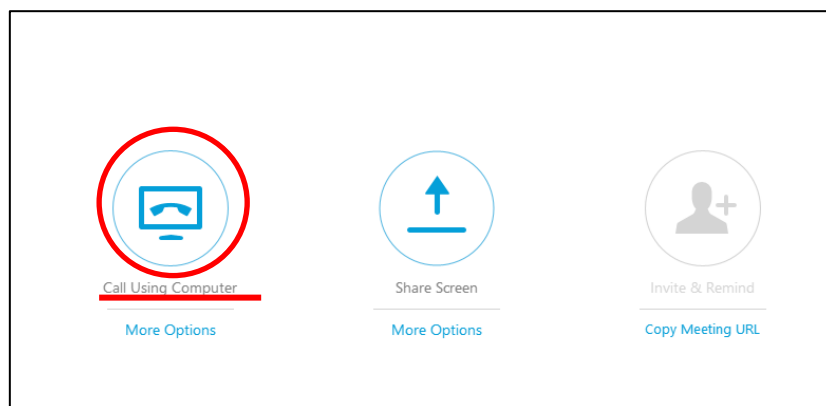 Call Using Computer
More Options
Share Screen
More Options
Invite & Remind
Copy Meeting URL